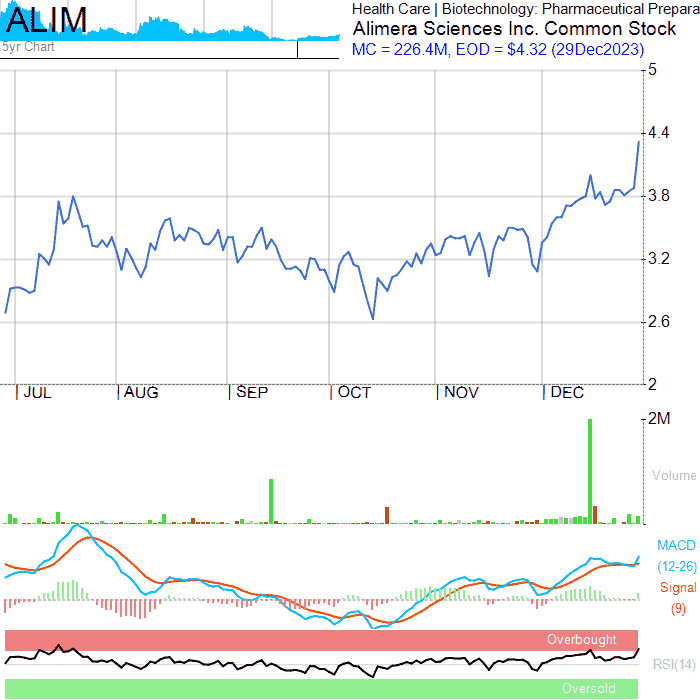 ALIM
5yr Chart
Health Care | Biotechnology: Pharmaceutical Prepara
Alimera Sciences Inc. Common Stock
MC = 226.4M, EOD = $4.32 (29Dec2023)
5
4.4
3.8
3.2
2.6
2
JUL AUG SEP OCT NOV DEC
2M
Volume
MACD
(12-26)
Signal
(9)
Overbought
RSI(14)
Oversold